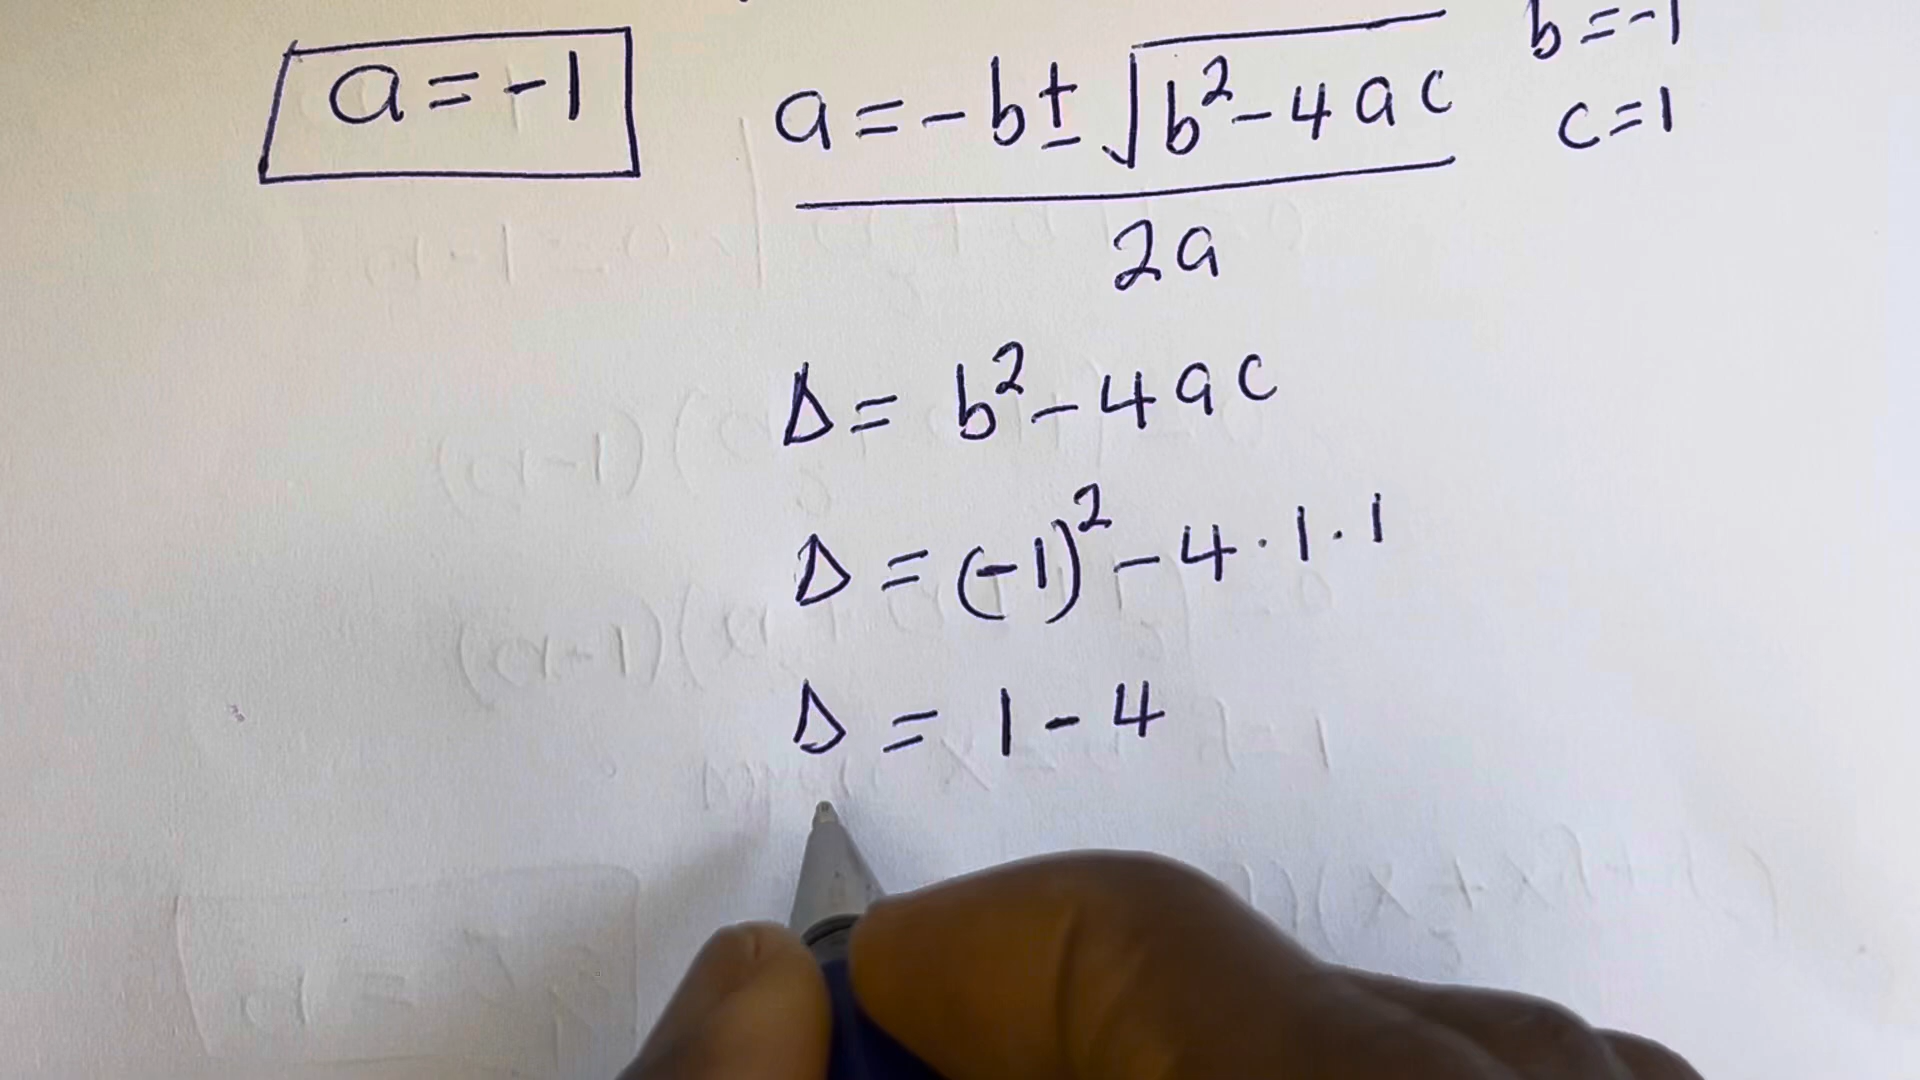 a = -1
a = -b ± √b² - 4ac
2a
b = -1
c = 1
Δ = b² - 4ac
Δ = (-1)² - 4 · 1 · 1
Δ = 1 - 4